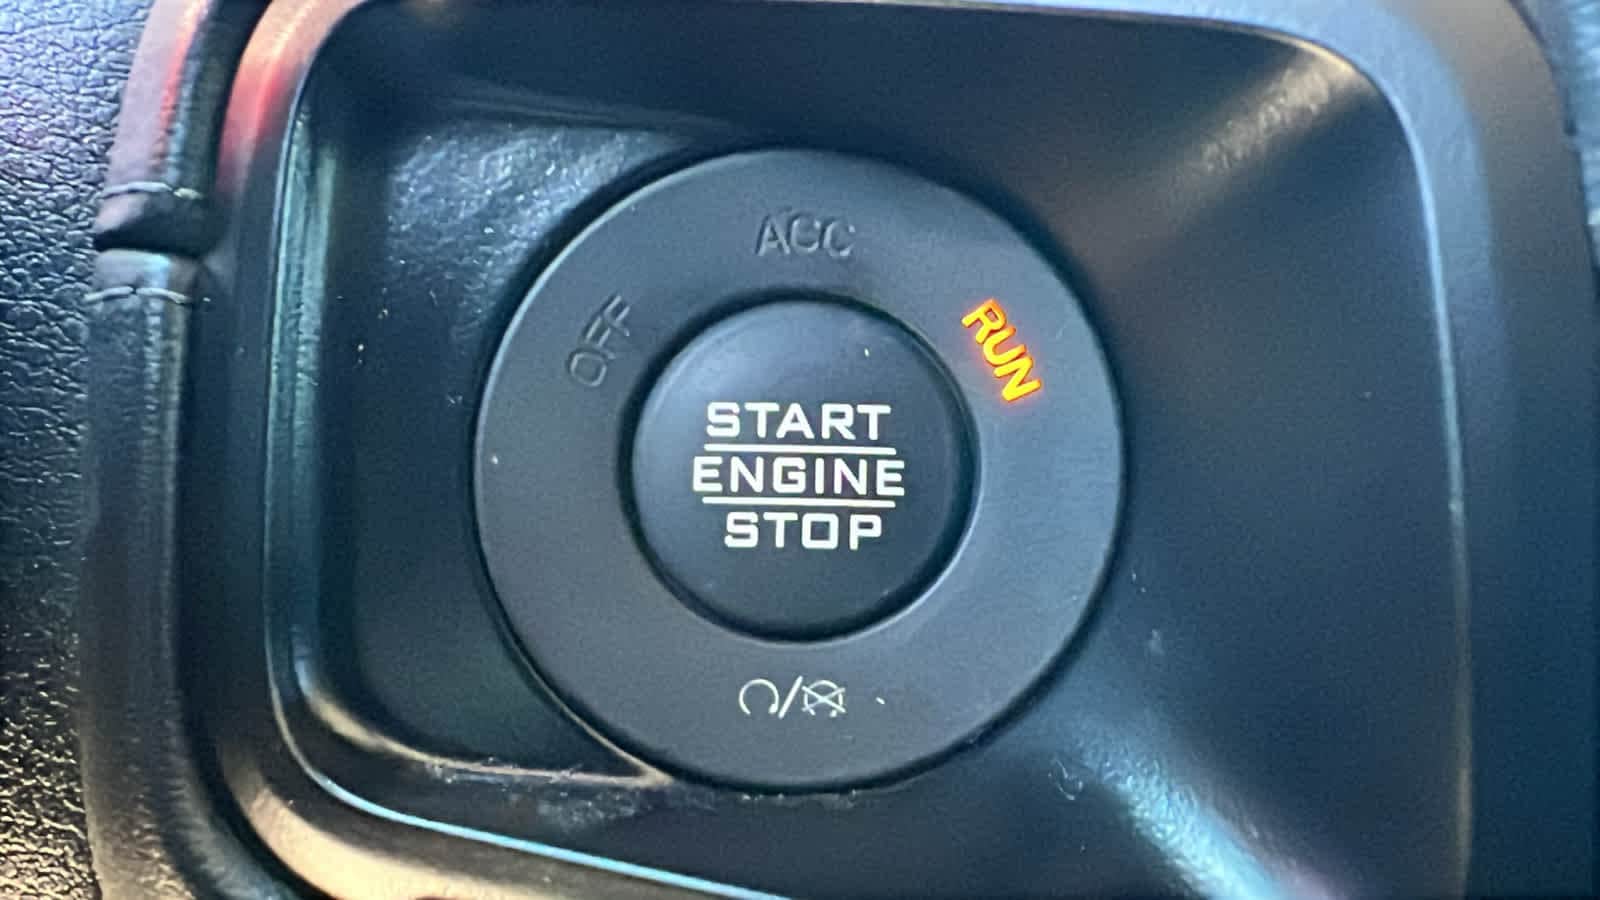 ACC
OFF
RUN
START
ENGINE
STOP